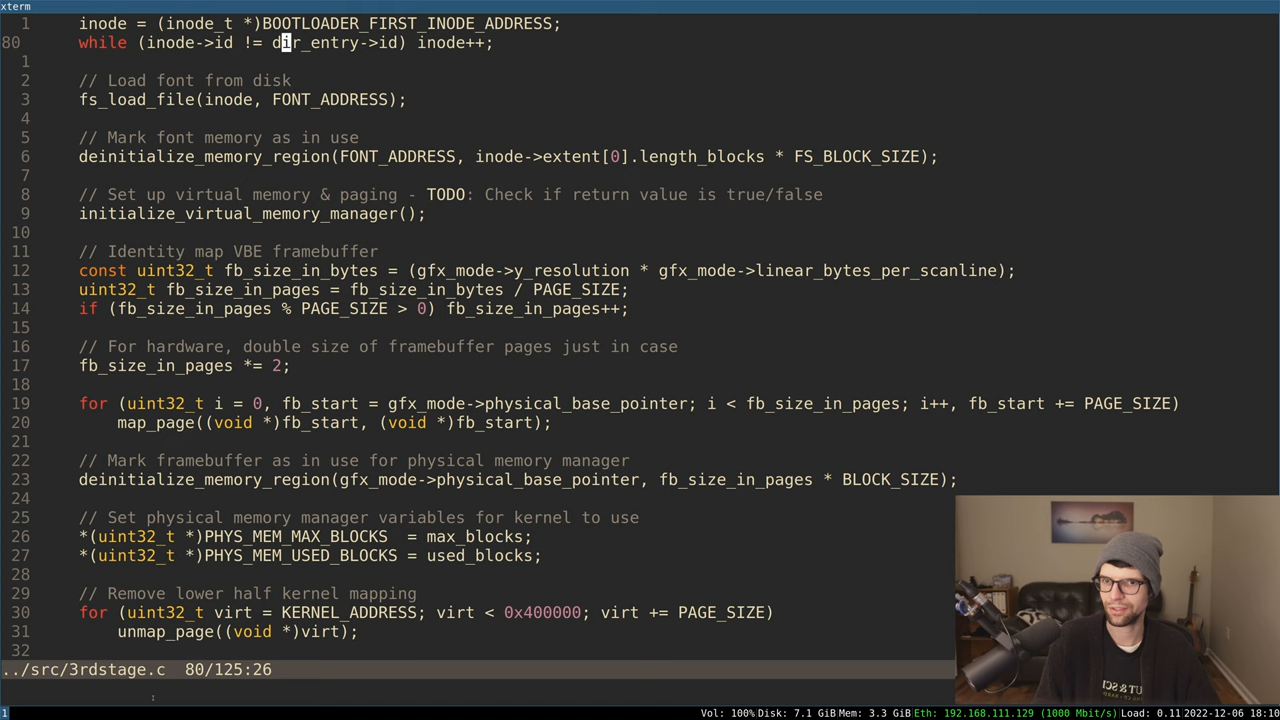 xterm
1 inode = (inode_t *)BOOTLOADER_FIRST_INODE_ADDRESS;
80 while (inode->id != dir_entry->id) inode++;
1
2 // Load font from disk
3 fs_load_file(inode, FONT_ADDRESS);
4
5 // Mark font memory as in use
6 deinitialize_memory_region(FONT_ADDRESS, inode->extent[0].length_blocks * FS_BLOCK_SIZE);
7
8 // Set up virtual memory & paging - TODO: Check if return value is true/false
9 initialize_virtual_memory_manager();
10
11 // Identity map VBE framebuffer
12 const uint32_t fb_size_in_bytes = (gfx_mode->y_resolution * gfx_mode->linear_bytes_per_scanline);
13 uint32_t fb_size_in_pages = fb_size_in_bytes / PAGE_SIZE;
14 if (fb_size_in_pages % PAGE_SIZE > 0) fb_size_in_pages++;
15
16 // For hardware, double size of framebuffer pages just in case
17 fb_size_in_pages *= 2;
18
19 for (uint32_t i = 0, fb_start = gfx_mode->physical_base_pointer; i < fb_size_in_pages; i++, fb_start += PAGE_SIZE)
20 map_page((void *)fb_start, (void *)fb_start);
21
22 // Mark framebuffer as in use for physical memory manager
23 deinitialize_memory_region(gfx_mode->physical_base_pointer, fb_size_in_pages * BLOCK_SIZE);
24
25 // Set physical memory manager variables for kernel to use
26 *(uint32_t *)PHYS_MEM_MAX_BLOCKS  = max_blocks;
27 *(uint32_t *)PHYS_MEM_USED_BLOCKS = used_blocks;
28
29 // Remove lower half kernel mapping
30 for (uint32_t virt = KERNEL_ADDRESS; virt < 0x400000; virt += PAGE_SIZE)
31 unmap_page((void *)virt);
32
../src/3rdstage.c 80/125:26
1 Vol: 100% Disk: 7.1 GiB Mem: 3.3 GiB Eth: 192.168.111.129 (1000 Mbit/s) Load: 0.11 2022-12-06 18:10